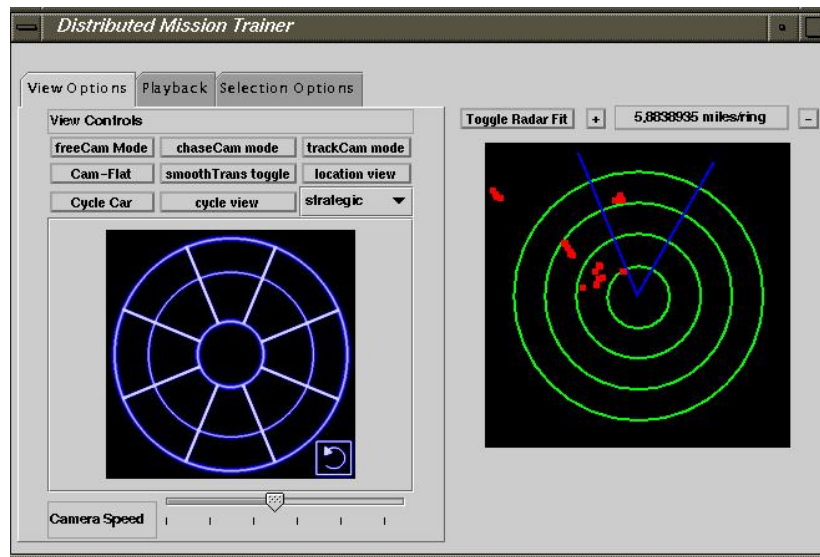 Distributed Mission Trainer
View Options Playback Selection Options
View Controls
freeCam Mode chaseCam mode trackCam mode
Cam-Flat smoothTrans toggle location view
Cycle Car cycle view strategic
Camera Speed
Toggle Radar Fit + 5,8838935 miles/ring -